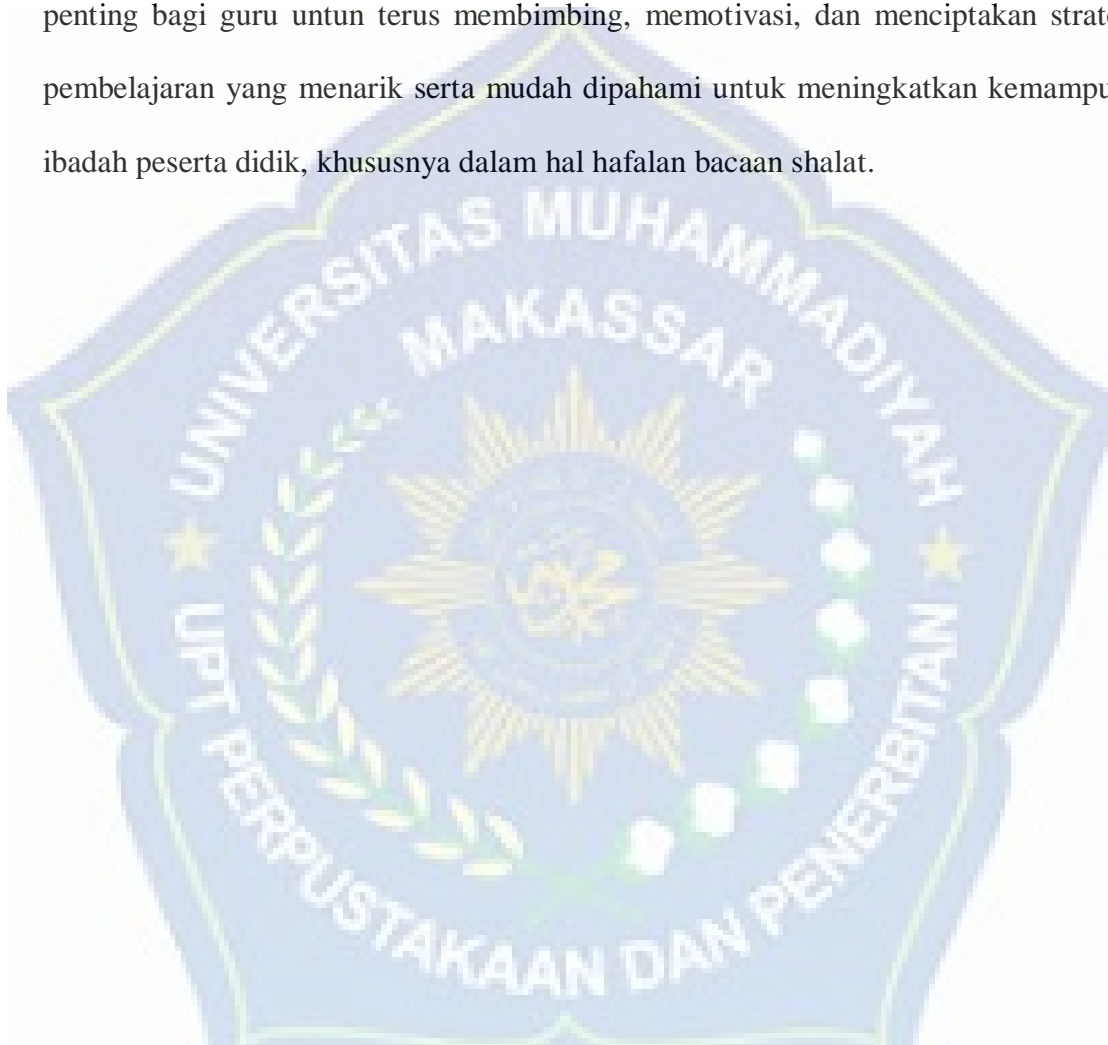 penting bagi guru untun terus membimbing, memotivasi, dan menciptakan strat
pembelajaran yang menarik serta mudah dipahami untuk meningkatkan kemampu
ibadah peserta didik, khususnya dalam hal hafalan bacaan shalat.
UNIVERSITAS MUHAMMADIYAH
MAKASSAR
UPT PERPUSTAKAAN DAN PENERBITAN